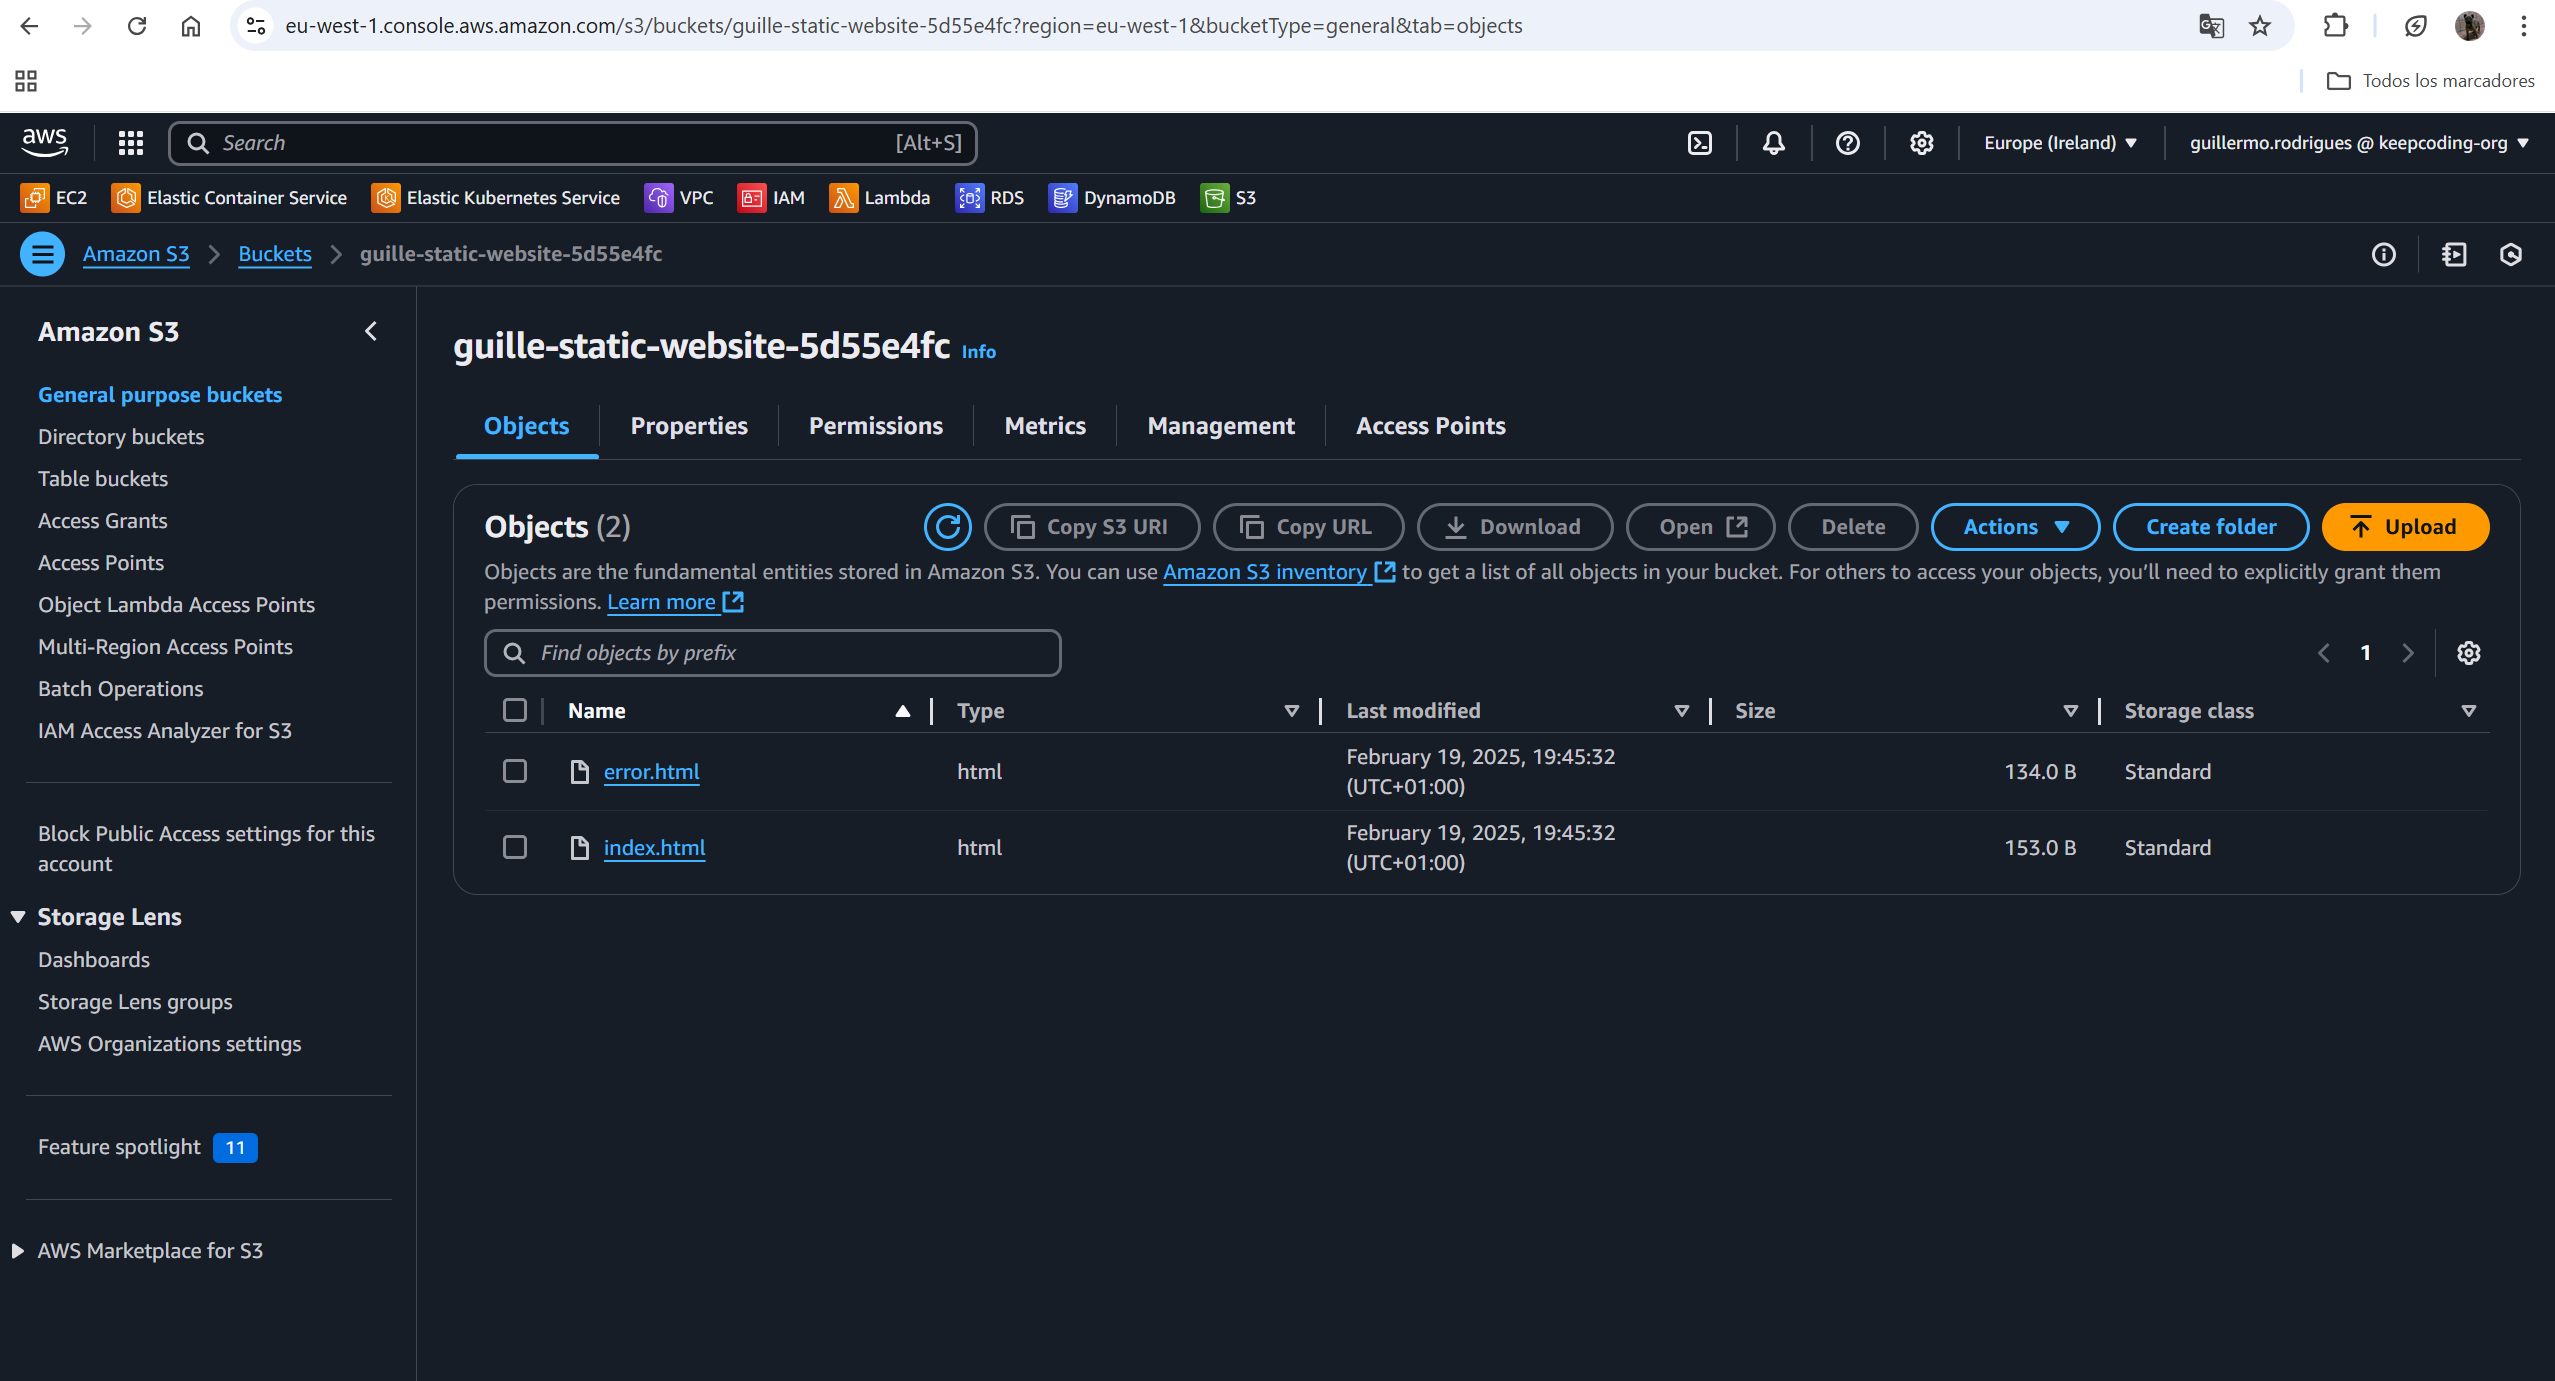 eu-west-1.console.aws.amazon.com/s3/buckets/guille-static-website-5d55e4fc?region=eu-west-1&bucketType=general&tab=objects
Todos los marcadores
aws
Search
[Alt+S]
Europe (Ireland)
guillermo.rodrigues @ keepcoding-org
EC2
Elastic Container Service
Elastic Kubernetes Service
VPC
IAM
Lambda
RDS
DynamoDB
S3
Amazon S3
Buckets
guille-static-website-5d55e4fc
Amazon S3
General purpose buckets
Directory buckets
Table buckets
Access Grants
Access Points
Object Lambda Access Points
Multi-Region Access Points
Batch Operations
IAM Access Analyzer for S3
Block Public Access settings for this
account
Storage Lens
Dashboards
Storage Lens groups
AWS Organizations settings
Feature spotlight 11
AWS Marketplace for S3
guille-static-website-5d55e4fc Info
Objects
Properties
Permissions
Metrics
Management
Access Points
Objects (2)
Copy S3 URI
Copy URL
Download
Open
Delete
Actions
Create folder
Upload
Objects are the fundamental entities stored in Amazon S3. You can use Amazon S3 inventory to get a list of all objects in your bucket. For others to access your objects, you’ll need to explicitly grant them
permissions. Learn more
Find objects by prefix
1
Name
Type
Last modified
Size
Storage class
error.html
html
February 19, 2025, 19:45:32
(UTC+01:00)
134.0 B
Standard
index.html
html
February 19, 2025, 19:45:32
(UTC+01:00)
153.0 B
Standard